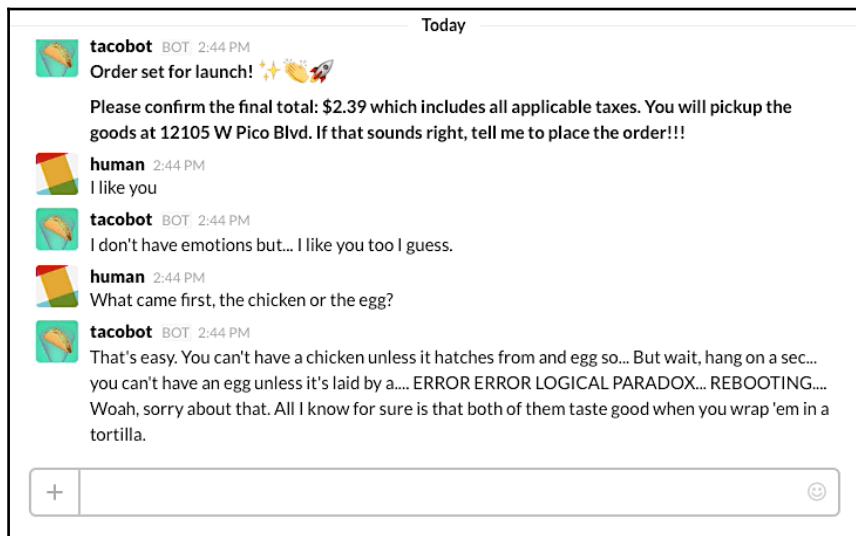 Today
tacobot BOT 2:44 PM
Order set for launch! ✨👏🚀
Please confirm the final total: $2.39 which includes all applicable taxes. You will pickup the
goods at 12105 W Pico Blvd. If that sounds right, tell me to place the order!!!
human 2:44 PM
I like you
tacobot BOT 2:44 PM
I don't have emotions but... I like you too I guess.
human 2:44 PM
What came first, the chicken or the egg?
tacobot BOT 2:44 PM
That's easy. You can't have a chicken unless it hatches from and egg so... But wait, hang on a sec...
you can't have an egg unless it's laid by a.... ERROR ERROR LOGICAL PARADOX... REBOOTING....
Woah, sorry about that. All I know for sure is that both of them taste good when you wrap 'em in a
tortilla.